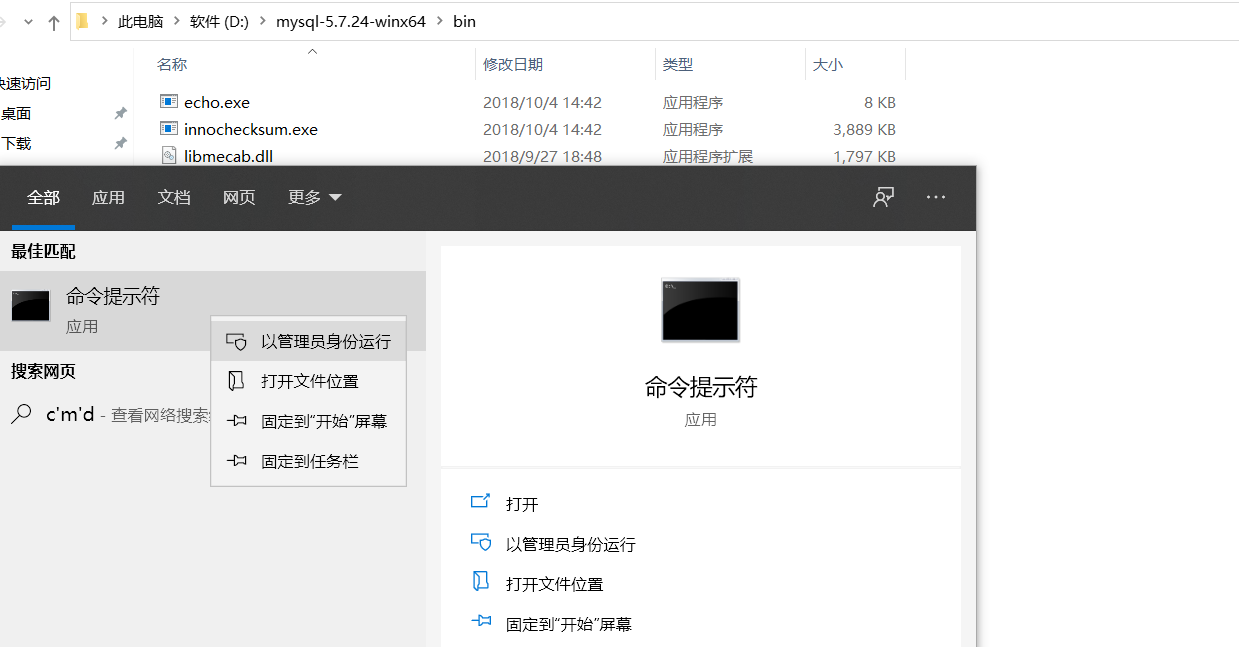 此电脑 软件 (D:) mysql-5.7.24-winx64 bin
名称 修改日期 类型 大小
快速访问
桌面
下载
echo.exe 2018/10/4 14:42 应用程序 8 KB
innochecksum.exe 2018/10/4 14:42 应用程序 3,889 KB
libmecab.dll 2018/9/27 18:48 应用程序扩展 1,797 KB
全部 应用 文档 网页 更多
最佳匹配
命令提示符
应用
搜索网页
c'm'd - 查看网络搜索
以管理员身份运行
打开文件位置
固定到“开始”屏幕
固定到任务栏
命令提示符
应用
打开
以管理员身份运行
打开文件位置
固定到“开始”屏幕